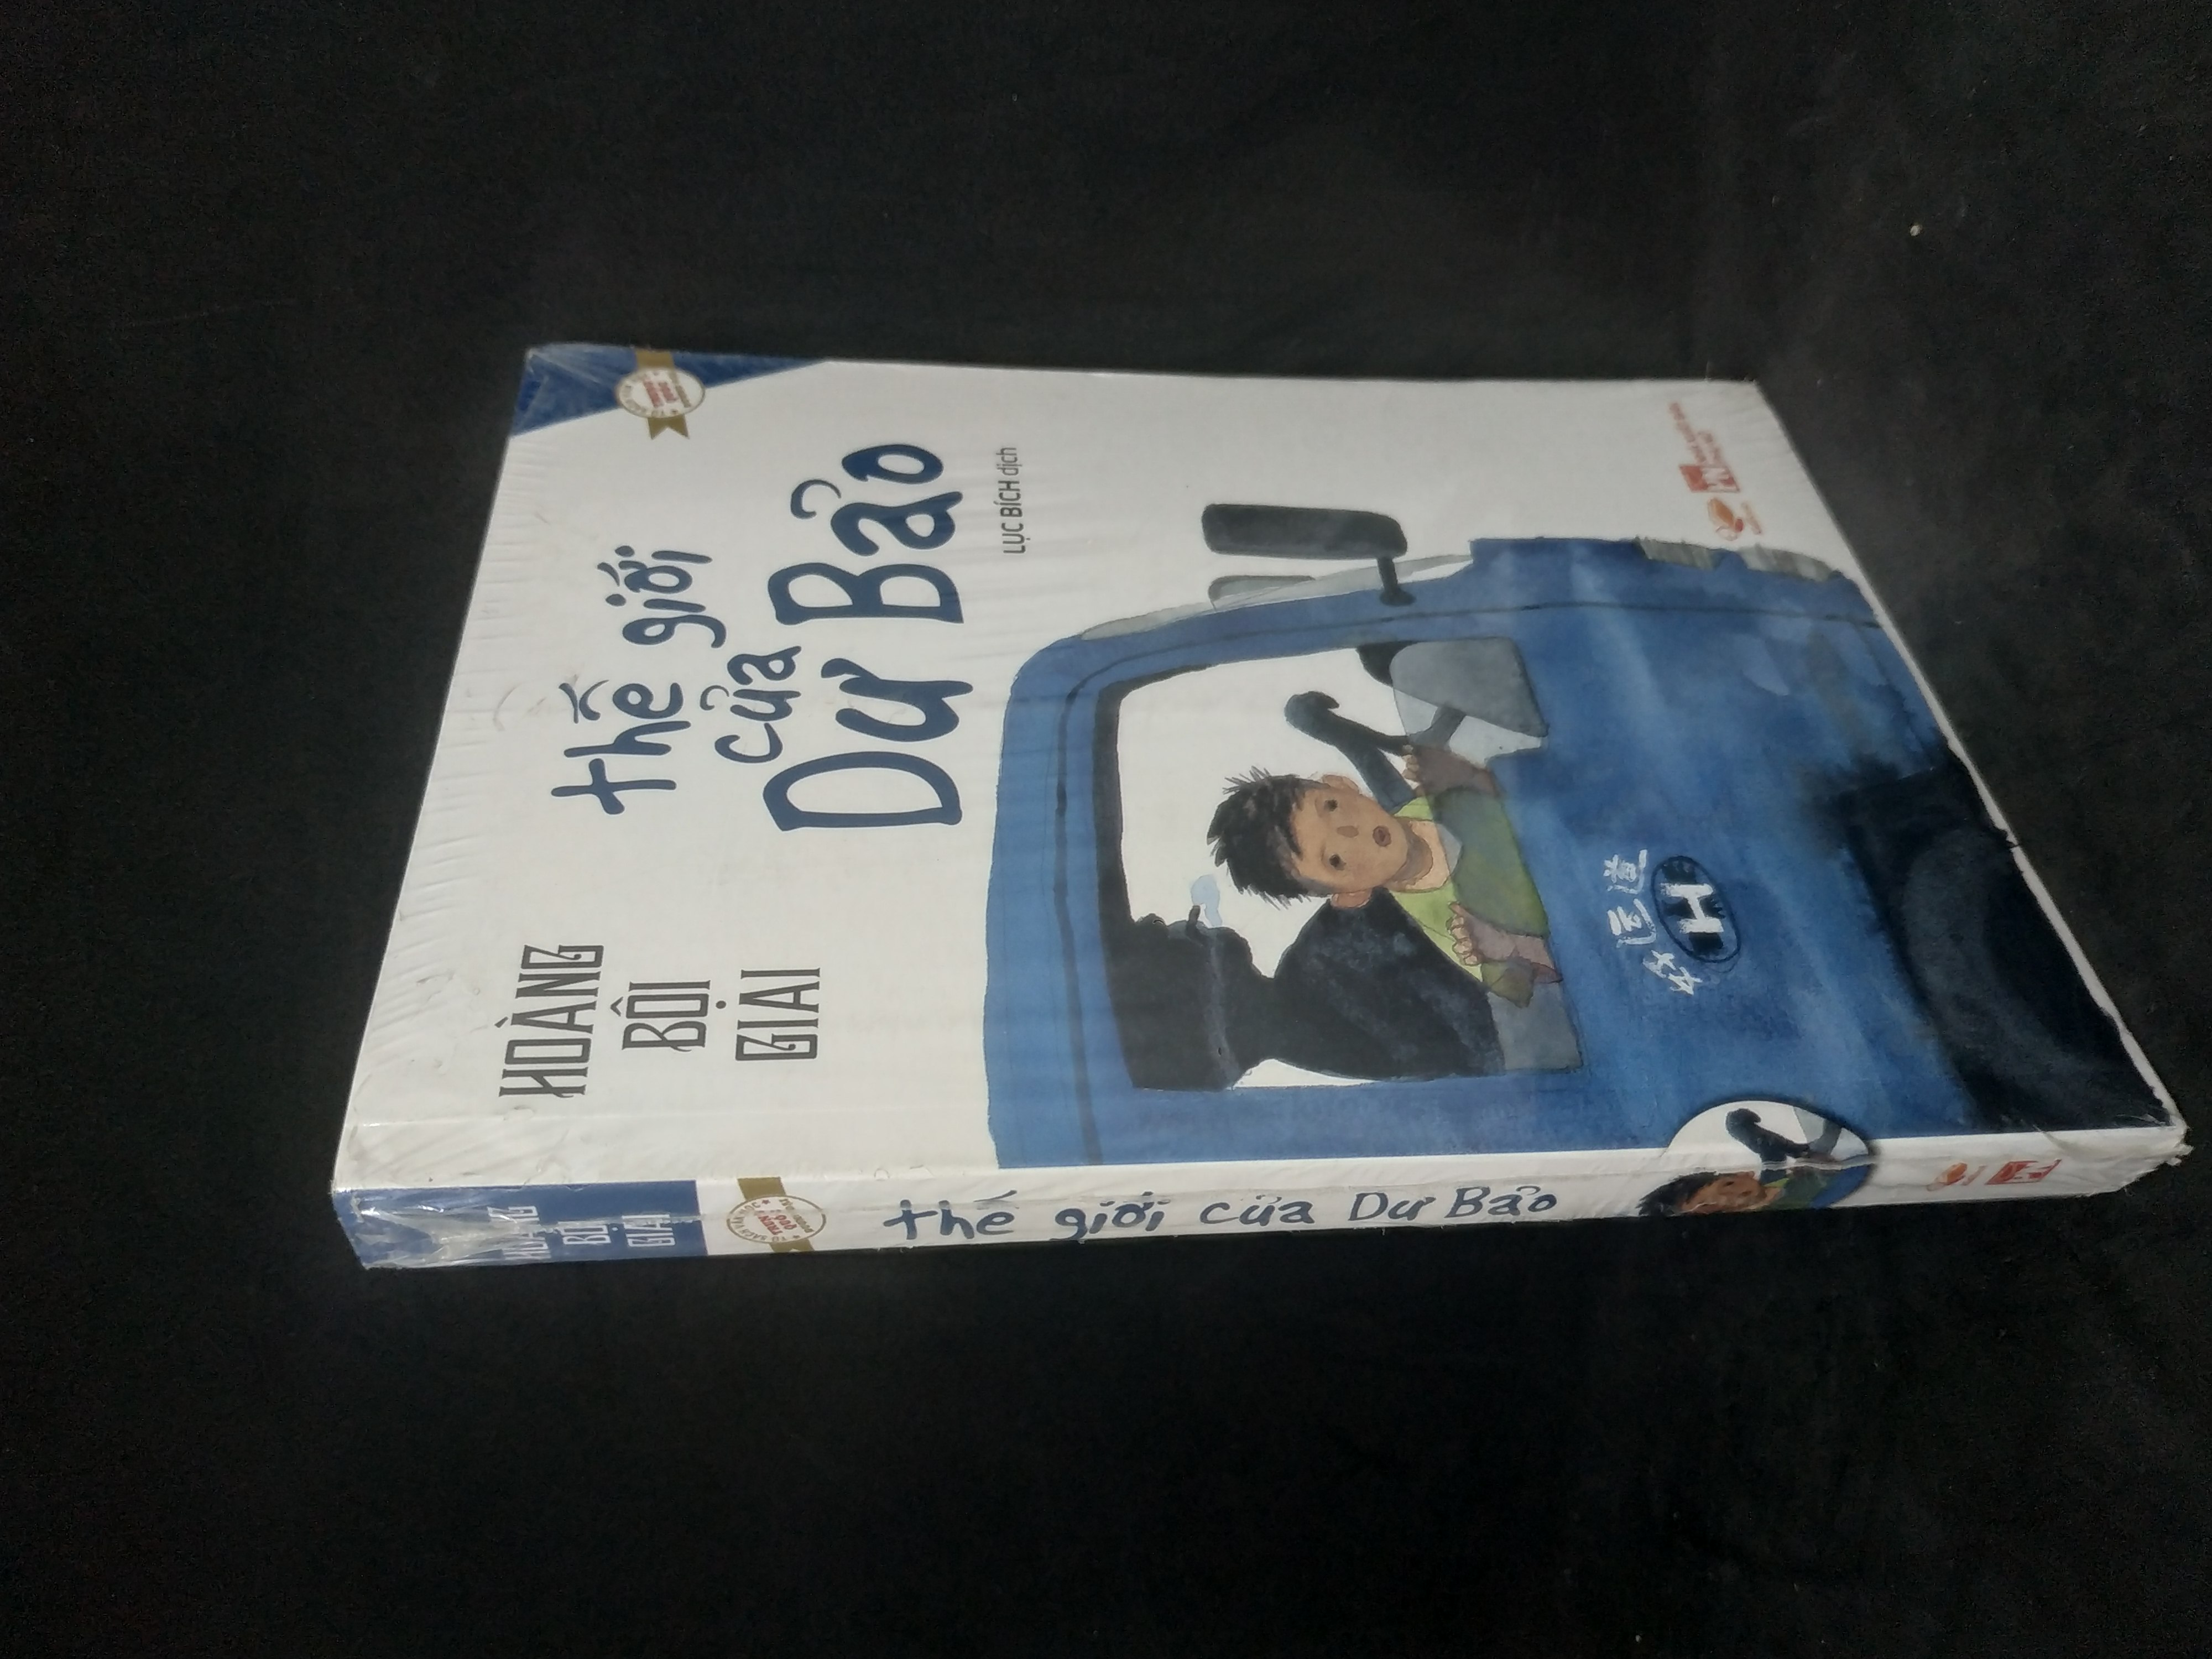 HOÀNG
BỘI
GIAI
thế giới
của
Dư Bảo
LỤC BÍCH dịch
H
HOÀNG
BỘI
GIAI
thế giới của Dư Bảo